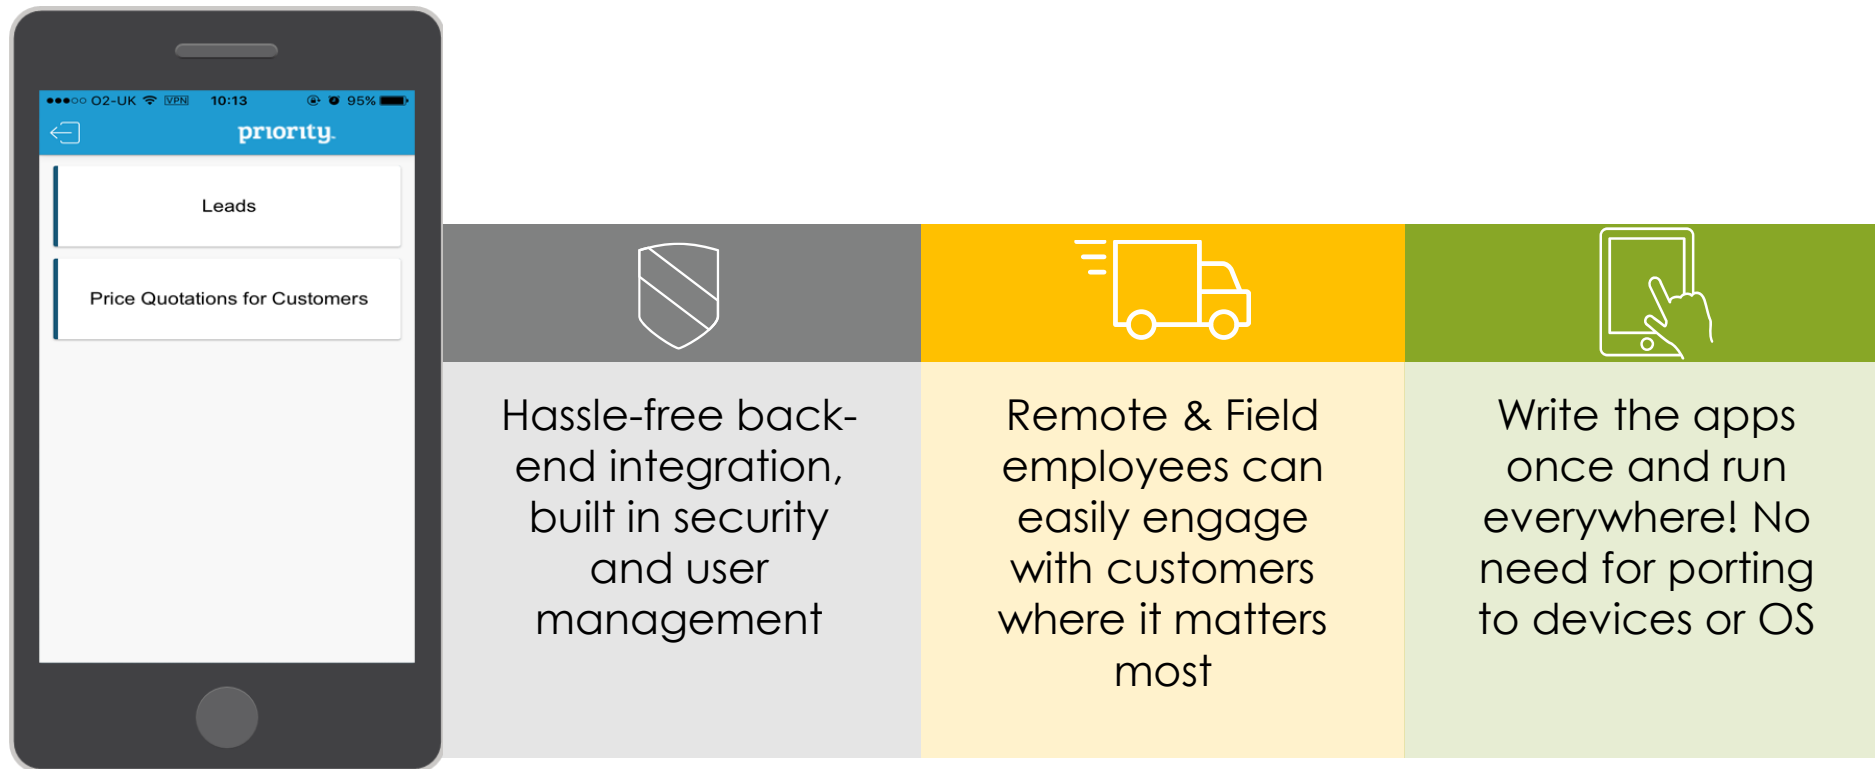 O2-UK VPN 10:13 95%
priority.
Leads
Price Quotations for Customers
Hassle-free back-
end integration,
built in security
and user
management
Remote & Field
employees can
easily engage
with customers
where it matters
most
Write the apps
once and run
everywhere! No
need for porting
to devices or OS